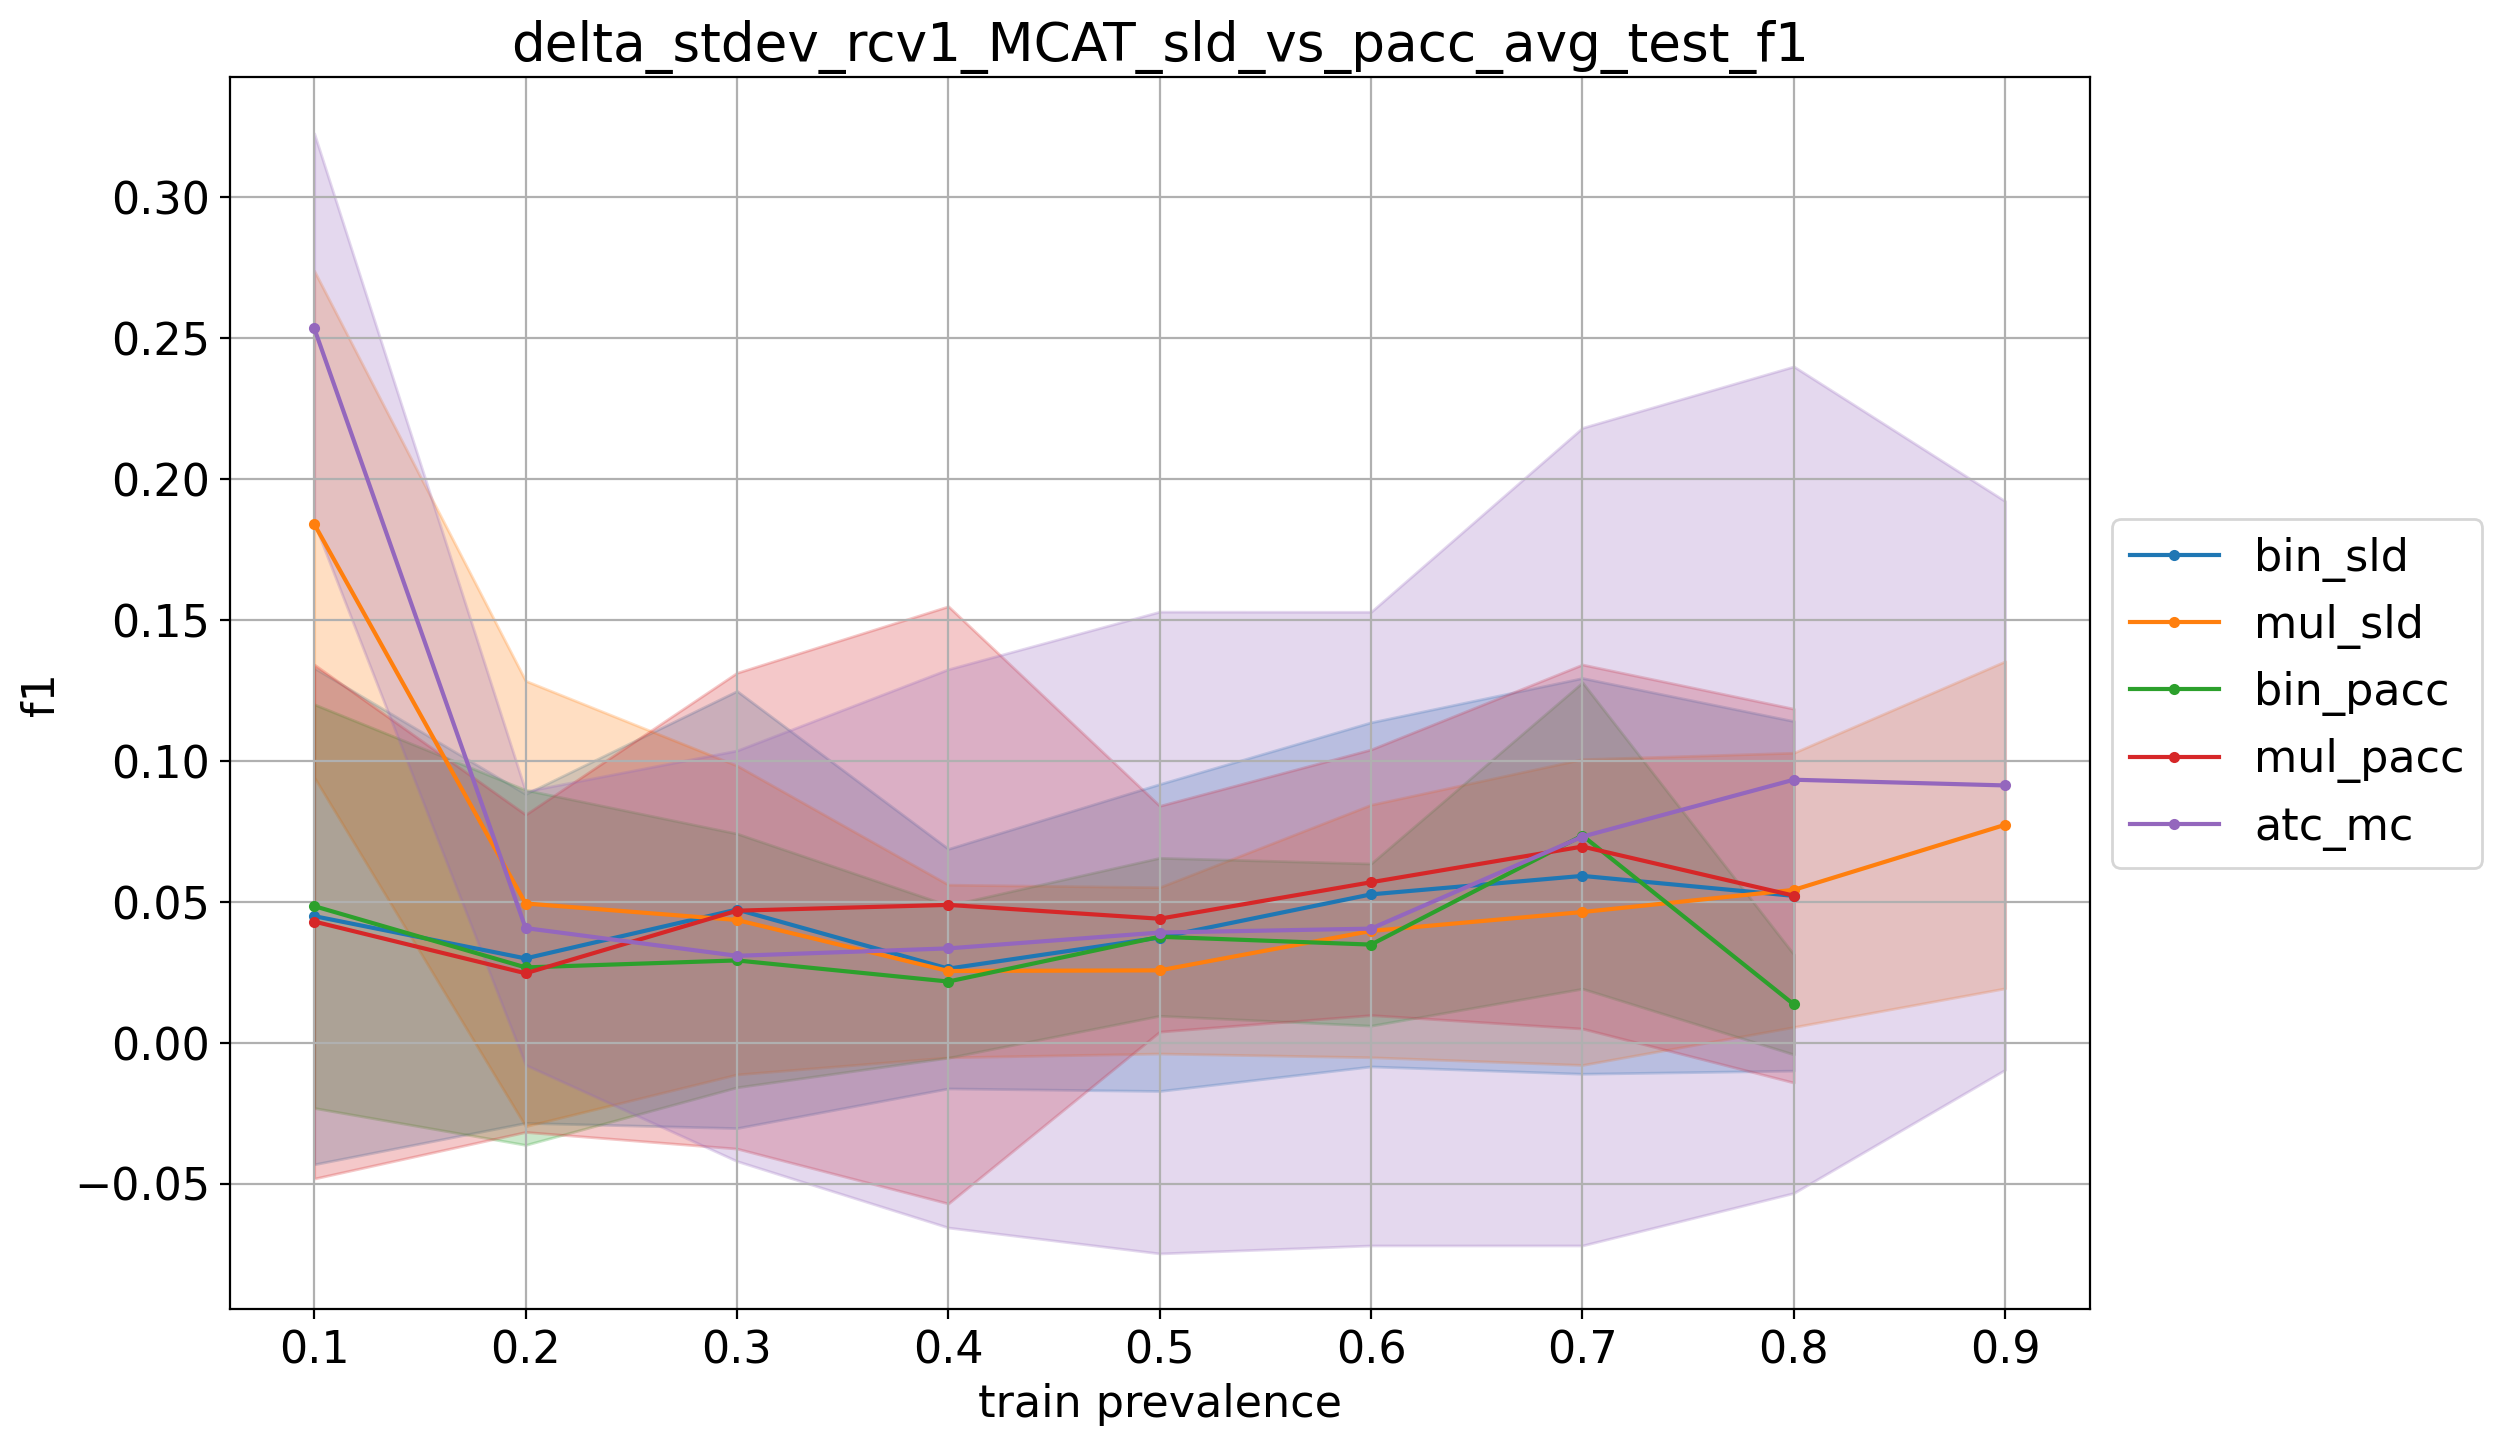 delta_stdev_rcv1_MCAT_sld_vs_pacc_avg_test_f1
f1
0.30
0.25
0.20
0.15
0.10
0.05
0.00
−0.05
0.1 0.2 0.3 0.4 0.5 0.6 0.7 0.8 0.9
train prevalence
bin_sld
mul_sld
bin_pacc
mul_pacc
atc_mc